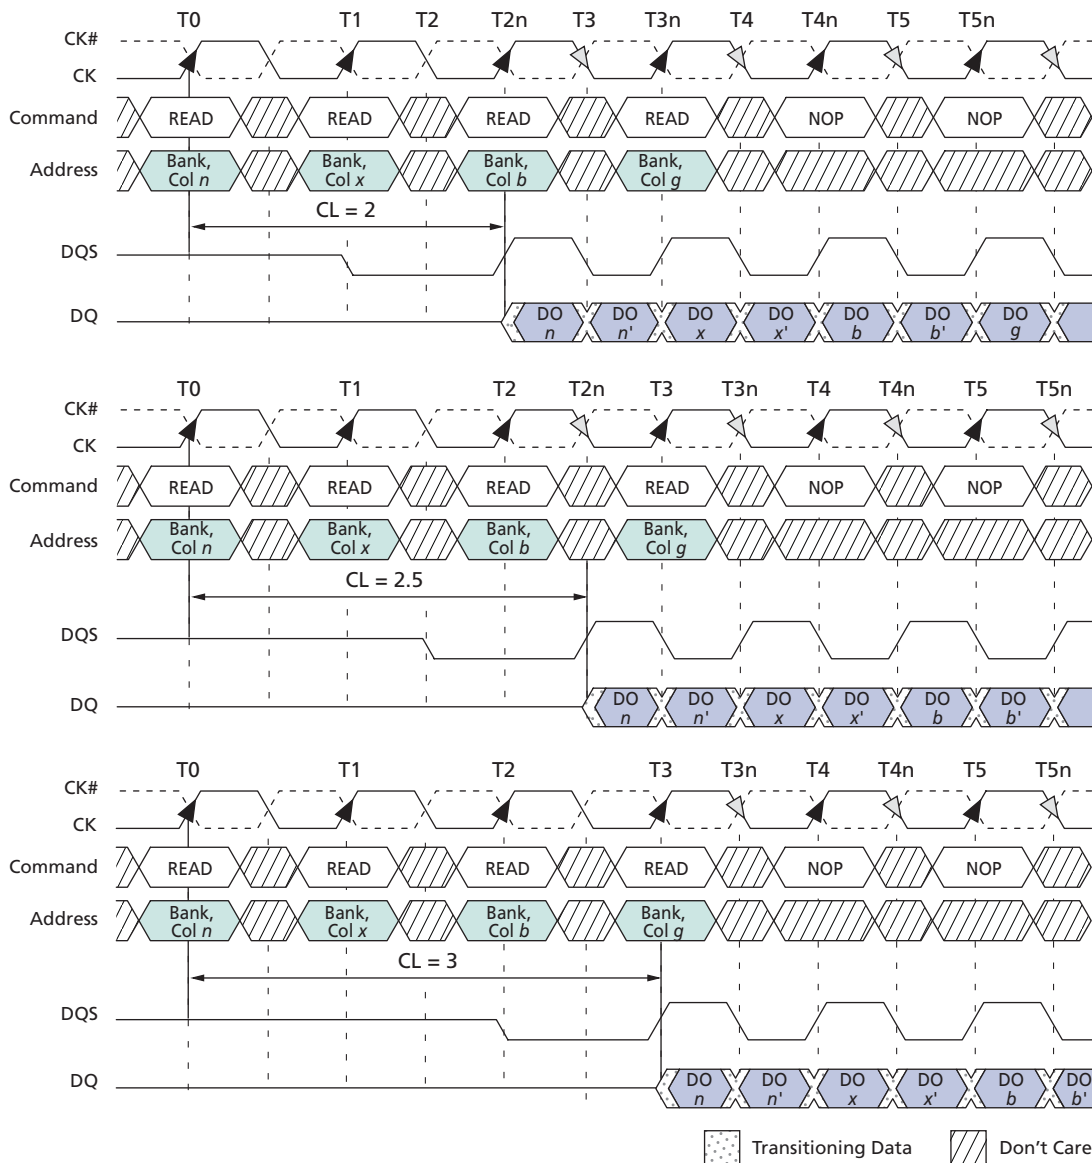 T0 T1 T2 T2n T3 T3n T4 T4n T5 T5n
CK#
CK
Command READ READ READ READ NOP NOP
Address Bank, Col n Bank, Col x Bank, Col b Bank, Col g
CL = 2
DQS
DQ DO n DO n' DO x DO x' DO b DO b' DO g
T0 T1 T2 T2n T3 T3n T4 T4n T5 T5n
CK#
CK
Command READ READ READ READ NOP NOP
Address Bank, Col n Bank, Col x Bank, Col b Bank, Col g
CL = 2.5
DQS
DQ DO n DO n' DO x DO x' DO b DO b'
T0 T1 T2 T3 T3n T4 T4n T5 T5n
CK#
CK
Command READ READ READ READ NOP NOP
Address Bank, Col n Bank, Col x Bank, Col b Bank, Col g
CL = 3
DQS
DQ DO n DO n' DO x DO x' DO b DO b'
Transitioning Data Don't Care